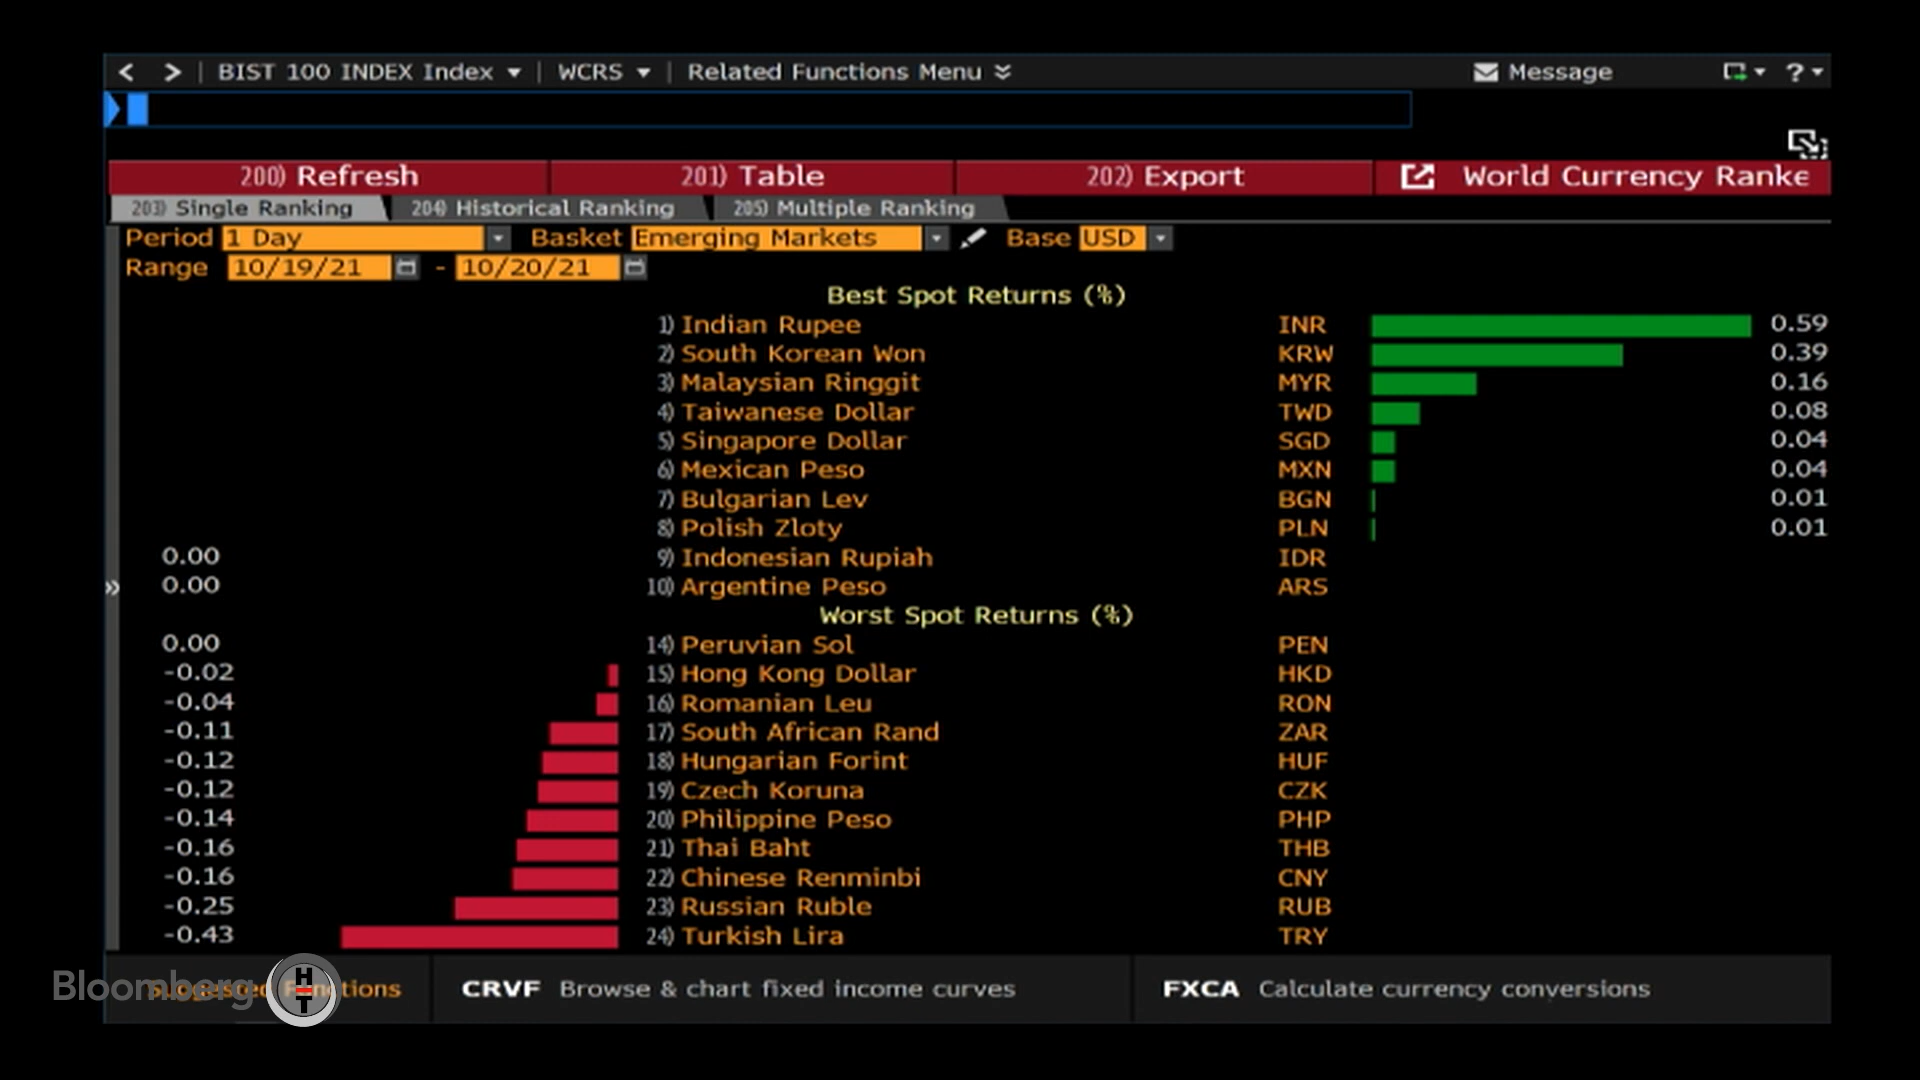 < > BIST 100 INDEX Index WCRS Related Functions Menu Message ?
200) Refresh 201) Table 202) Export World Currency Ranke
203) Single Ranking 204) Historical Ranking 205) Multiple Ranking
Period 1 Day Basket Emerging Markets Base USD
Range 10/19/21 - 10/20/21
Best Spot Returns (%)
1) Indian Rupee INR 0.59
2) South Korean Won KRW 0.39
3) Malaysian Ringgit MYR 0.16
4) Taiwanese Dollar TWD 0.08
5) Singapore Dollar SGD 0.04
6) Mexican Peso MXN 0.04
7) Bulgarian Lev BGN 0.01
8) Polish Zloty PLN 0.01
0.00 9) Indonesian Rupiah IDR
» 0.00 10) Argentine Peso ARS
Worst Spot Returns (%)
0.00 14) Peruvian Sol PEN
-0.02 15) Hong Kong Dollar HKD
-0.04 16) Romanian Leu RON
-0.11 17) South African Rand ZAR
-0.12 18) Hungarian Forint HUF
-0.12 19) Czech Koruna CZK
-0.14 20) Philippine Peso PHP
-0.16 21) Thai Baht THB
-0.16 22) Chinese Renminbi CNY
-0.25 23) Russian Ruble RUB
-0.43 24) Turkish Lira TRY
Bloomberg HT
Suggested Functions CRVF Browse & chart fixed income curves FXCA Calculate currency conversions